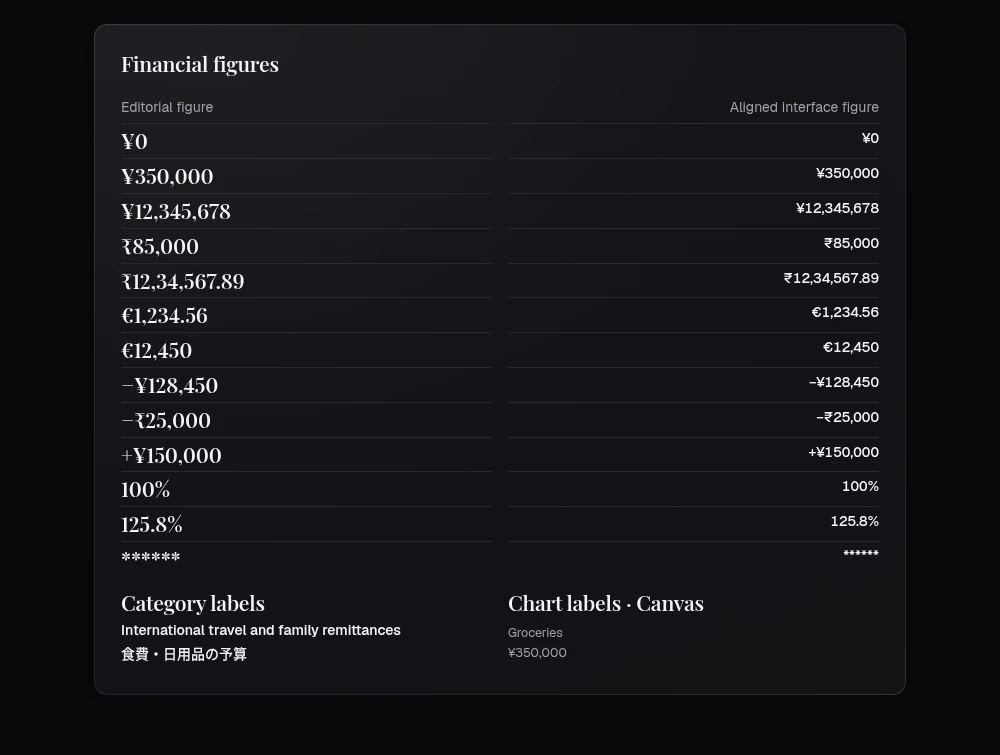 Financial figures
Editorial figure Aligned interface figure
¥0 ¥0
¥350,000 ¥350,000
¥12,345,678 ¥12,345,678
₹85,000 ₹85,000
₹12,34,567.89 ₹12,34,567.89
€1,234.56 €1,234.56
€12,450 €12,450
−¥128,450 −¥128,450
−₹25,000 −₹25,000
+¥150,000 +¥150,000
100% 100%
125.8% 125.8%
****** ******
Category labels
International travel and family remittances
食費・日用品の予算
Chart labels · Canvas
Groceries
¥350,000